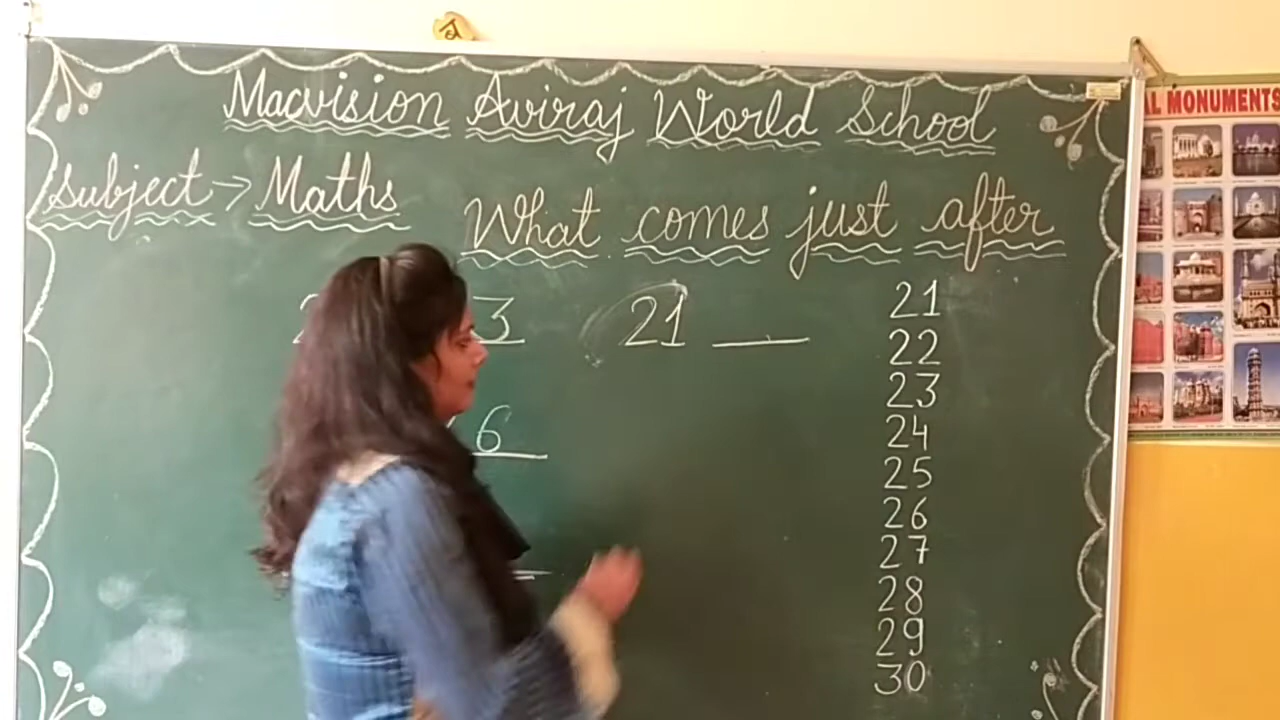 Macvision Aviraj World School
Subject → Maths
What comes just after
3 21 ___
6
21
22
23
24
25
26
27
28
29
30
AL MONUMENTS